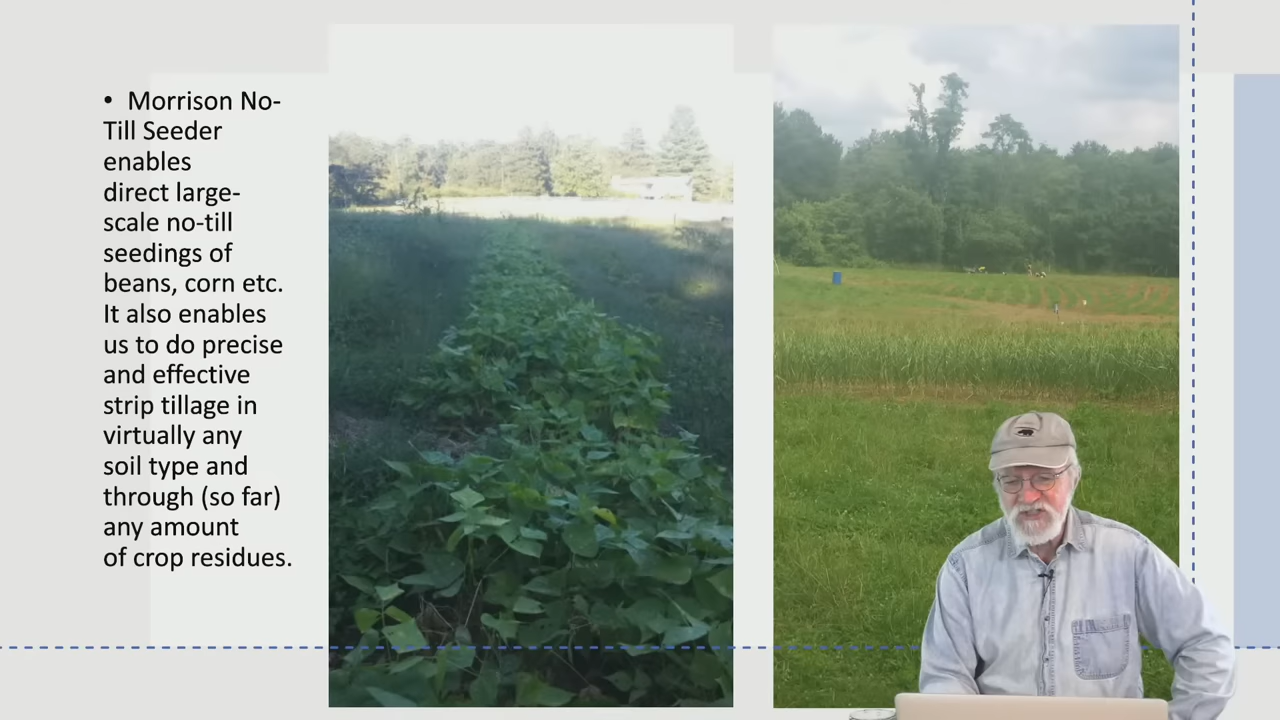 • Morrison No-
Till Seeder
enables
direct large-
scale no-till
seedings of
beans, corn etc.
It also enables
us to do precise
and effective
strip tillage in
virtually any
soil type and
through (so far)
any amount
of crop residues.